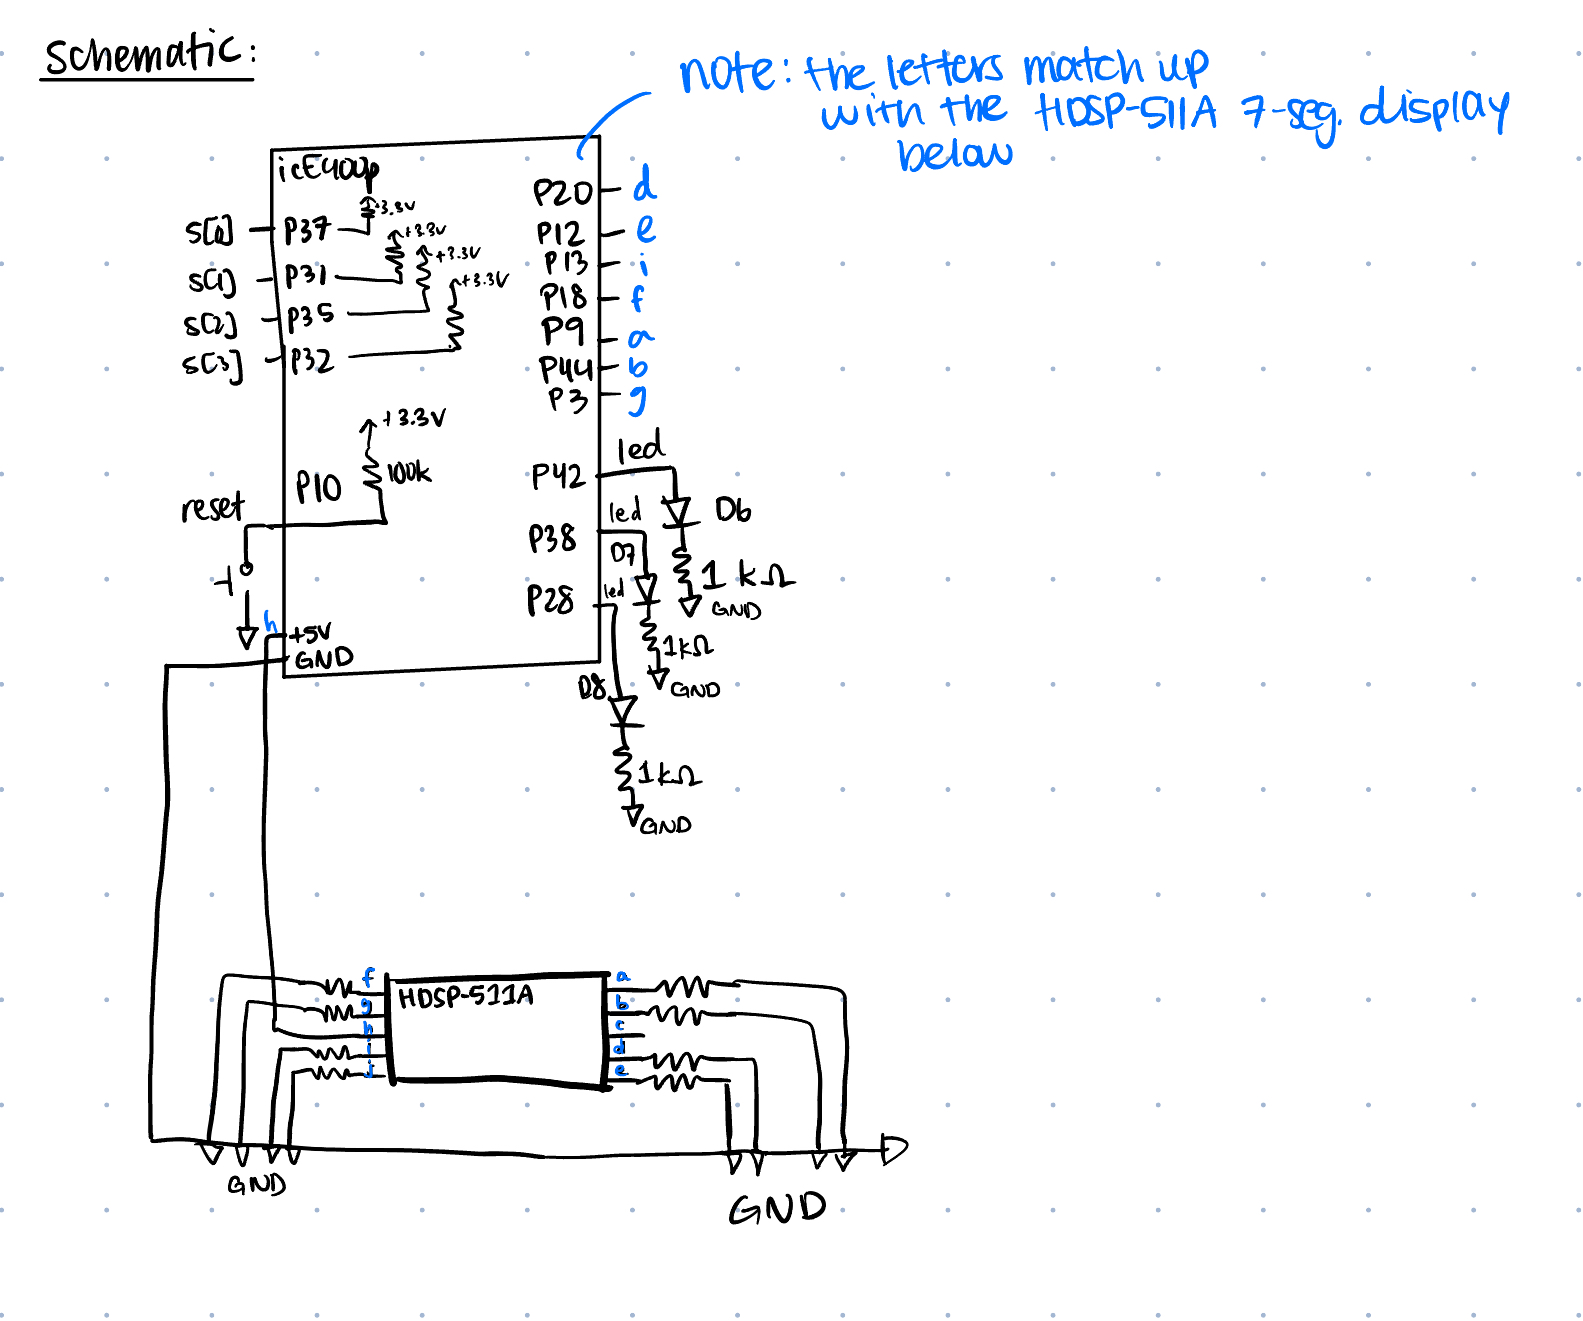 Schematic:
note: the letters match up
with the HDSP-511A 7-seg. display
below
icE40up
+3.3V
S[0] P37
+3.3V
S[1] P31
+3.3V
S[2] P35
+3.3V
S[3] P32
P20 d
P12 e
P13 i
P18 f
P9 a
P44 b
P3 g
+3.3V
100k
P10
reset
P42 led
D6
1 kΩ
GND
P38 led
D7
1kΩ
GND
P28 led
D8
1kΩ
GND
h +5V
GND
HDSP-511A
f
g
h
i
j
a
b
c
d
e
GND
GND